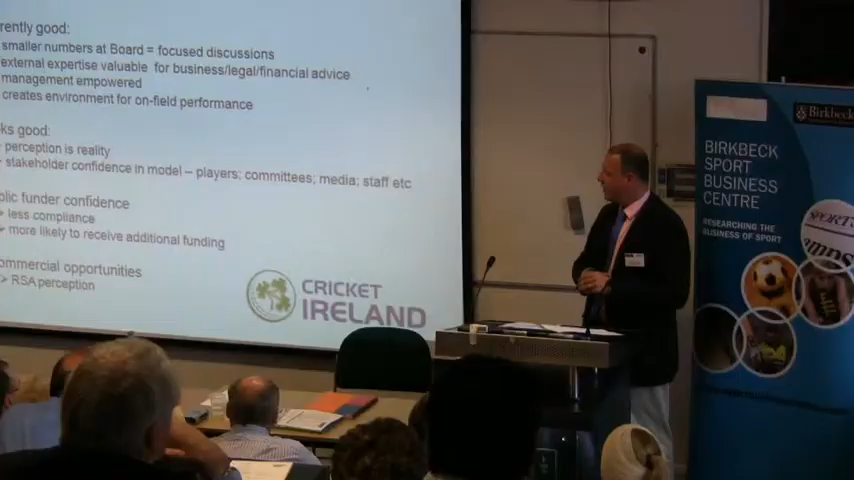 rently good:
smaller numbers at Board = focused discussions
external expertise valuable for business/legal/financial advice
management empowered
creates environment for on-field performance
ks good:
perception is reality
stakeholder confidence in model – players; committees; media; staff etc
blic funder confidence
less compliance
more likely to receive additional funding
ommercial opportunities
> RSA perception
CRICKET
IRELAND
Birkbeck
BIRKBECK
SPORT
BUSINESS
CENTRE
RESEARCHING THE
BUSINESS OF SPORT
SPORT